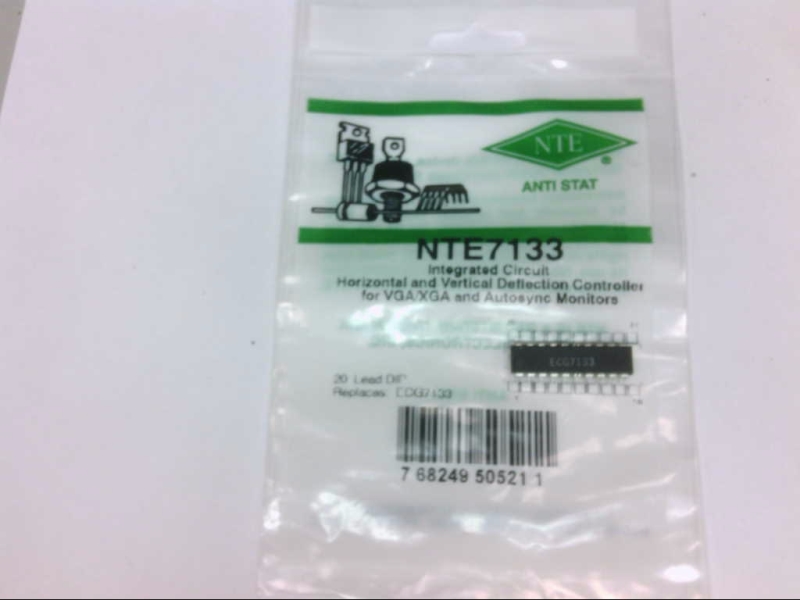 NTE
®
ANTI STAT
NTE7133
Integrated Circuit
Horizontal and Vertical Deflection Controller
for VGA/XGA and Autosync Monitors
ECG7133
20 Lead DIP
Replaces ECG7133
7 68249 50521 1